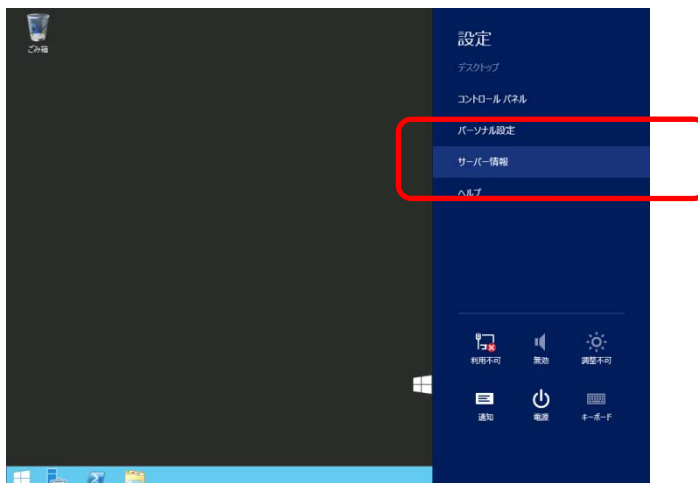 ごみ箱
設定
デスクトップ
コントロール パネル
パーソナル設定
サーバー情報
ヘルプ
利用不可
無効
調整不可
通知
電源
キーボード